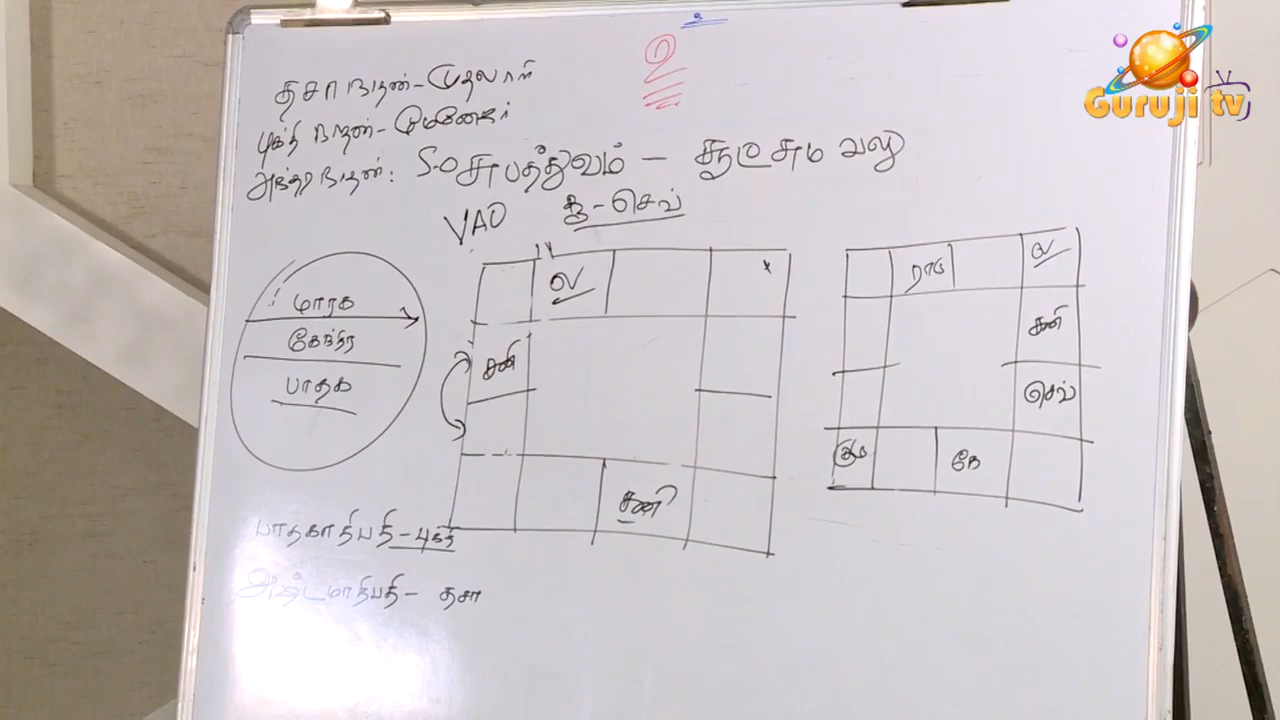 உ
Guruji tv
தசா நாதன் - முதலாளி
புக்தி நாதன் - மேனேஜர்
அந்தர நாதன்:
சுபத்துவம் - சூட்சும வலு
VAO சூ - செவ்
மாரக
கேந்திர
பாதக
ல
சனி
சனி
ராகு
ல
சனி
செவ்
குரு
கே
பாதகாதிபதி - புக்தி
அஷ்டமாதிபதி - தசா